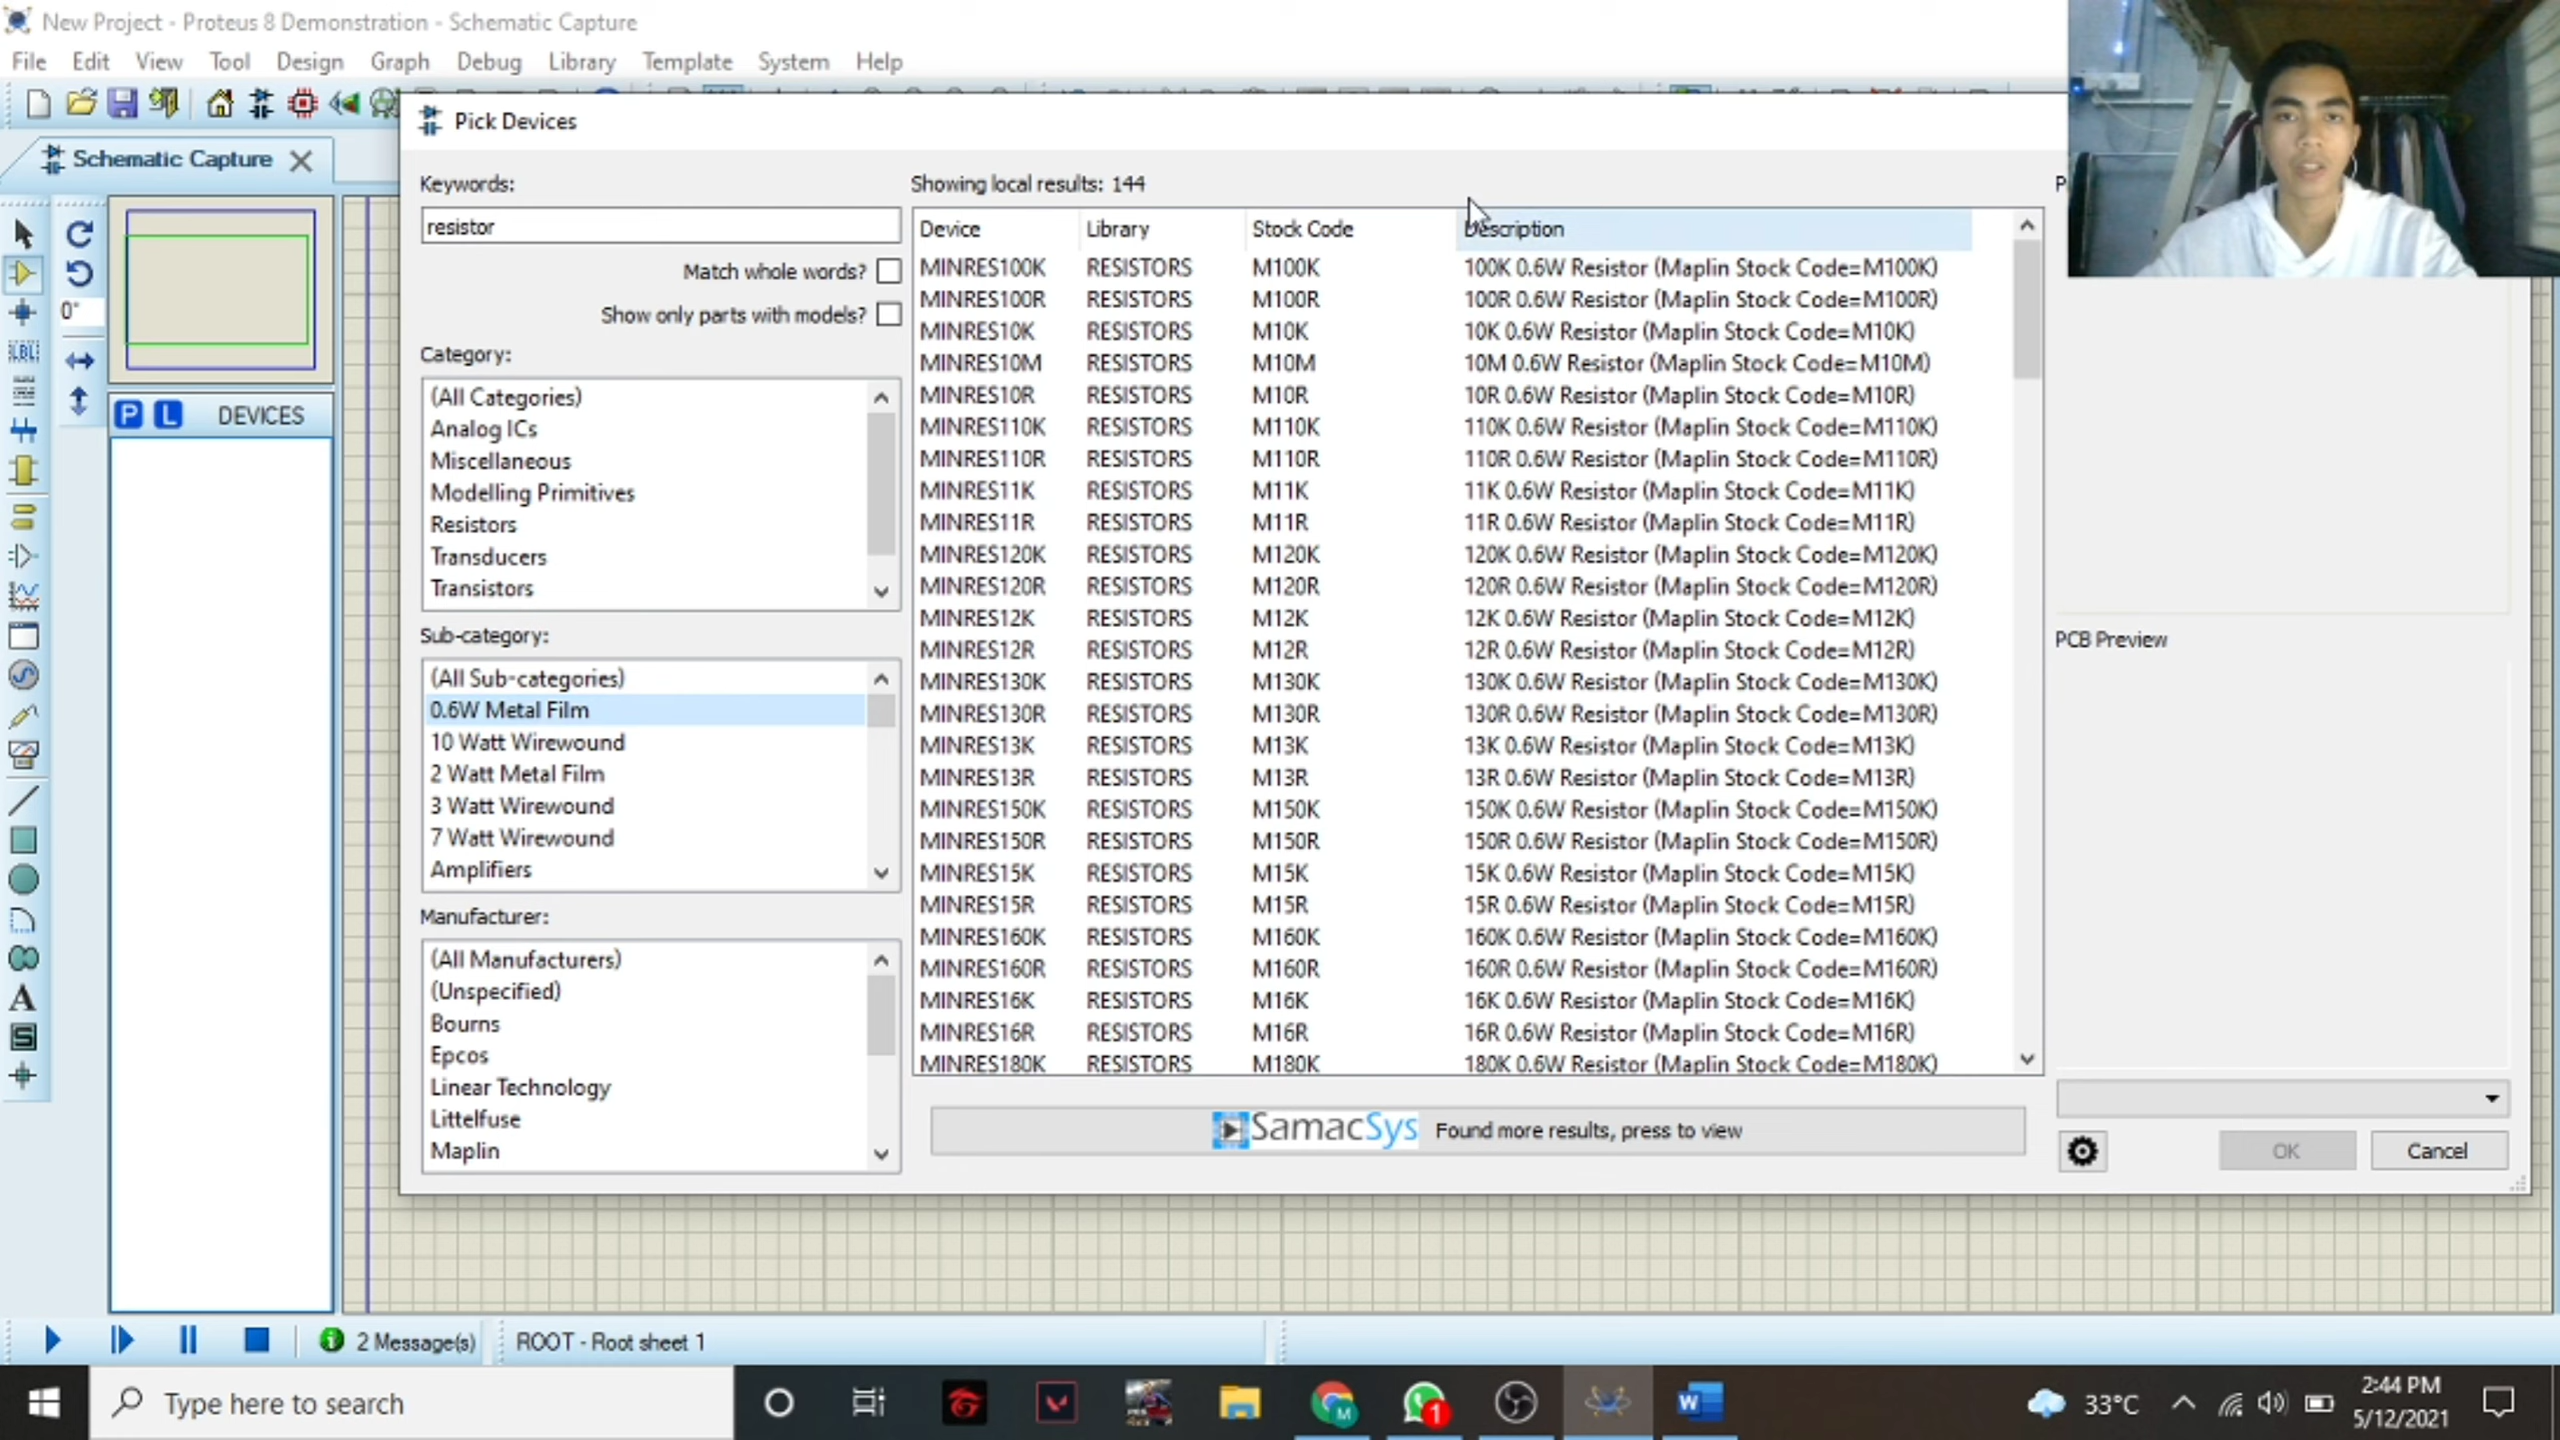 New Project - Proteus 8 Demonstration - Schematic Capture
File Edit View Tool Design Graph Debug Library Template System Help
Schematic Capture
Pick Devices
Keywords:
resistor
Match whole words?
Show only parts with models?
Category:
(All Categories)
Analog ICs
Miscellaneous
Modelling Primitives
Resistors
Transducers
Transistors
Sub-category:
(All Sub-categories)
0.6W Metal Film
10 Watt Wirewound
2 Watt Metal Film
3 Watt Wirewound
7 Watt Wirewound
Amplifiers
Manufacturer:
(All Manufacturers)
(Unspecified)
Bourns
Epcos
Linear Technology
Littelfuse
Maplin
Showing local results: 144
Device Library Stock Code Description
MINRES100K RESISTORS M100K 100K 0.6W Resistor (Maplin Stock Code=M100K)
MINRES100R RESISTORS M100R 100R 0.6W Resistor (Maplin Stock Code=M100R)
MINRES10K RESISTORS M10K 10K 0.6W Resistor (Maplin Stock Code=M10K)
MINRES10M RESISTORS M10M 10M 0.6W Resistor (Maplin Stock Code=M10M)
MINRES10R RESISTORS M10R 10R 0.6W Resistor (Maplin Stock Code=M10R)
MINRES110K RESISTORS M110K 110K 0.6W Resistor (Maplin Stock Code=M110K)
MINRES110R RESISTORS M110R 110R 0.6W Resistor (Maplin Stock Code=M110R)
MINRES11K RESISTORS M11K 11K 0.6W Resistor (Maplin Stock Code=M11K)
MINRES11R RESISTORS M11R 11R 0.6W Resistor (Maplin Stock Code=M11R)
MINRES120K RESISTORS M120K 120K 0.6W Resistor (Maplin Stock Code=M120K)
MINRES120R RESISTORS M120R 120R 0.6W Resistor (Maplin Stock Code=M120R)
MINRES12K RESISTORS M12K 12K 0.6W Resistor (Maplin Stock Code=M12K)
MINRES12R RESISTORS M12R 12R 0.6W Resistor (Maplin Stock Code=M12R)
MINRES130K RESISTORS M130K 130K 0.6W Resistor (Maplin Stock Code=M130K)
MINRES130R RESISTORS M130R 130R 0.6W Resistor (Maplin Stock Code=M130R)
MINRES13K RESISTORS M13K 13K 0.6W Resistor (Maplin Stock Code=M13K)
MINRES13R RESISTORS M13R 13R 0.6W Resistor (Maplin Stock Code=M13R)
MINRES150K RESISTORS M150K 150K 0.6W Resistor (Maplin Stock Code=M150K)
MINRES150R RESISTORS M150R 150R 0.6W Resistor (Maplin Stock Code=M150R)
MINRES15K RESISTORS M15K 15K 0.6W Resistor (Maplin Stock Code=M15K)
MINRES15R RESISTORS M15R 15R 0.6W Resistor (Maplin Stock Code=M15R)
MINRES160K RESISTORS M160K 160K 0.6W Resistor (Maplin Stock Code=M160K)
MINRES160R RESISTORS M160R 160R 0.6W Resistor (Maplin Stock Code=M160R)
MINRES16K RESISTORS M16K 16K 0.6W Resistor (Maplin Stock Code=M16K)
MINRES16R RESISTORS M16R 16R 0.6W Resistor (Maplin Stock Code=M16R)
MINRES180K RESISTORS M180K 180K 0.6W Resistor (Maplin Stock Code=M180K)
SamacSys Found more results, press to view
PCB Preview
OK Cancel
0°
LBL
P L DEVICES
A
S
2 Message(s) ROOT - Root sheet 1
Type here to search
M
1
W
33°C
2:44 PM
5/12/2021